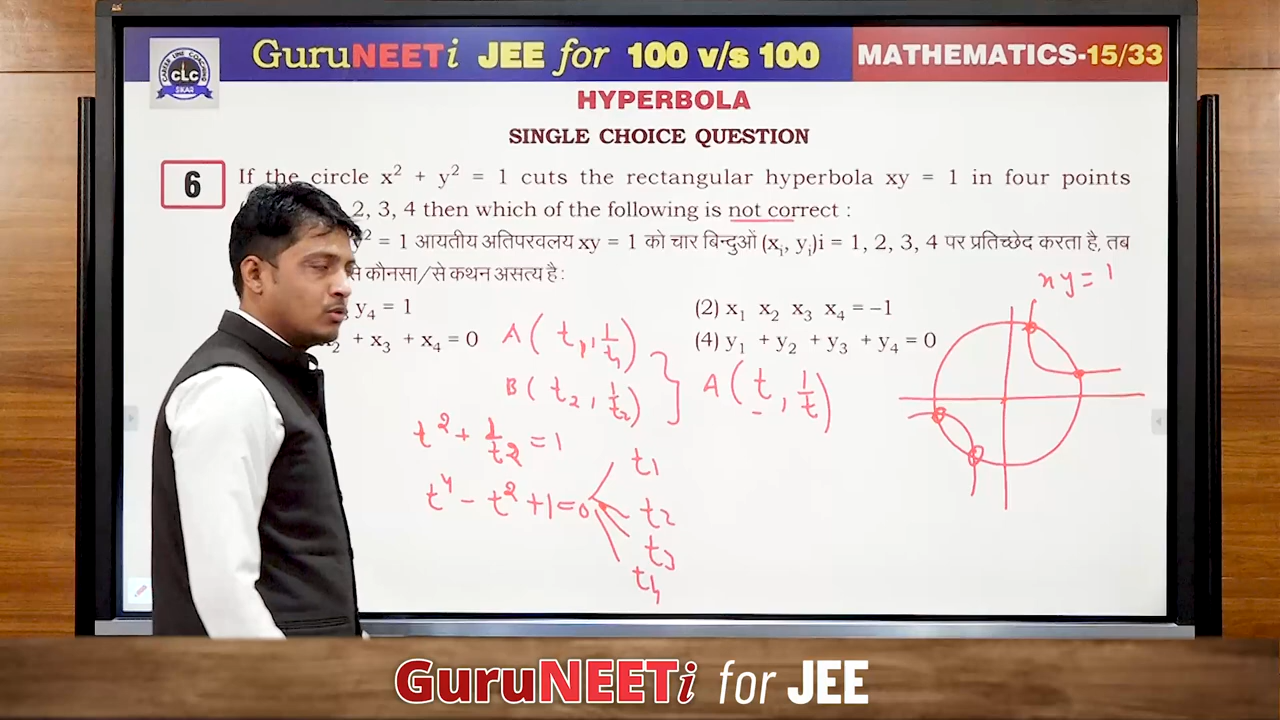 CAREER LINE COACHING
CLC
SIKAR
GuruNEETi JEE for 100 v/s 100
MATHEMATICS-15/33
HYPERBOLA
SINGLE CHOICE QUESTION
6
If the circle x² + y² = 1 cuts the rectangular hyperbola xy = 1 in four points
2, 3, 4 then which of the following is not correct :
y² = 1 आयतीय अतिपरवलय xy = 1 को चार बिन्दुओं (xᵢ, yᵢ)i = 1, 2, 3, 4 पर प्रतिच्छेद करता है, तब
से कौनसा/से कथन असत्य है :
xy = 1
y₄ = 1
(2) x₁ x₂ x₃ x₄ = –1
+ x₃ + x₄ = 0
(4) y₁ + y₂ + y₃ + y₄ = 0
A(t₁, 1/t₁)
B(t₂, 1/t₂)
A(t, 1/t)
t² + 1/t² = 1
t⁴ - t² + 1 = 0
t₁
t₂
t₃
t₄
GuruNEETi for JEE